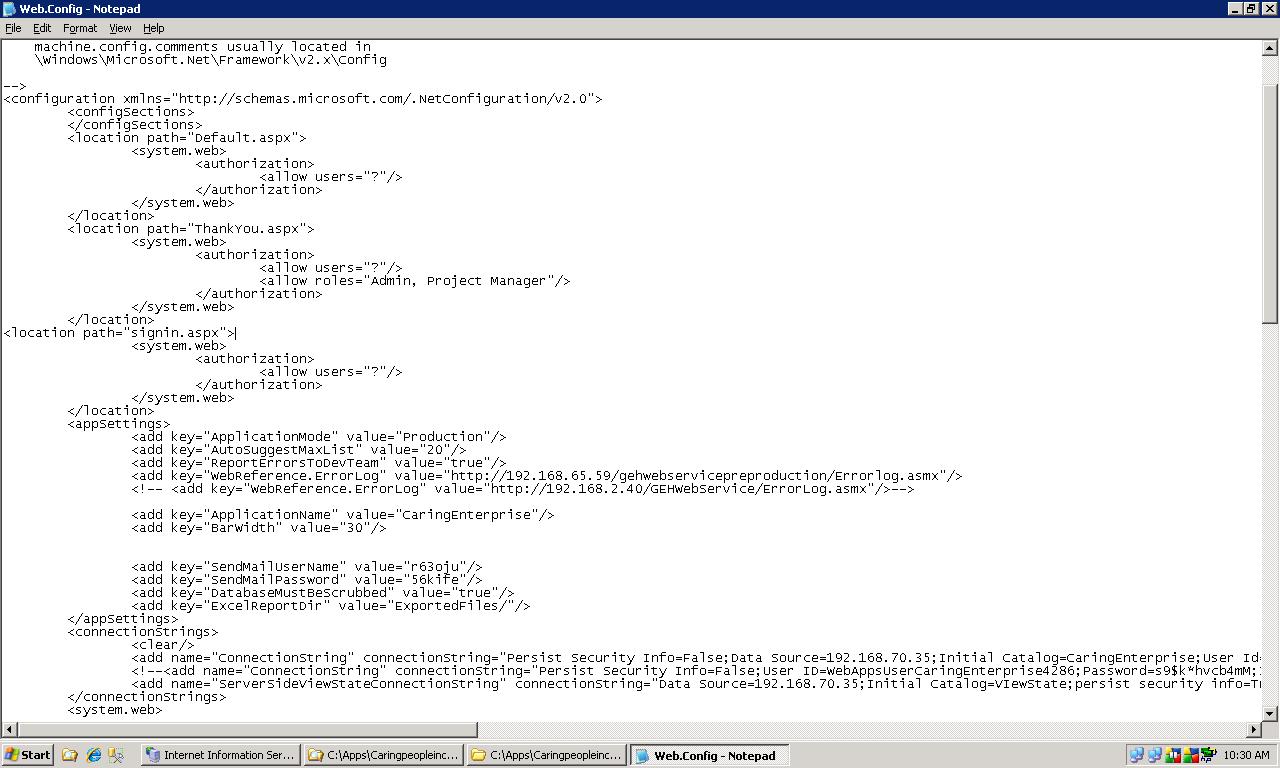 Web.Config - Notepad
File Edit Format View Help
machine.config.comments usually located in
\Windows\Microsoft.Net\Framework\v2.x\Config
-->
<configuration xmlns="http://schemas.microsoft.com/.NetConfiguration/v2.0">
<configSections>
</configSections>
<location path="Default.aspx">
<system.web>
<authorization>
<allow users="?"/>
</authorization>
</system.web>
</location>
<location path="ThankYou.aspx">
<system.web>
<authorization>
<allow users="?"/>
<allow roles="Admin, Project Manager"/>
</authorization>
</system.web>
</location>
<location path="signin.aspx">
<system.web>
<authorization>
<allow users="?"/>
</authorization>
</system.web>
</location>
<appSettings>
<add key="ApplicationMode" value="Production"/>
<add key="AutoSuggestMaxList" value="20"/>
<add key="ReportErrorsToDevTeam" value="true"/>
<add key="WebReference.ErrorLog" value="http://192.168.65.59/gehwebservicepreproduction/Errorlog.asmx"/>
<!-- <add key="WebReference.ErrorLog" value="http://192.168.2.40/GEHWebService/ErrorLog.asmx"/>-->
<add key="ApplicationName" value="CaringEnterprise"/>
<add key="BarWidth" value="30"/>
<add key="SendMailUserName" value="r63oju"/>
<add key="SendMailPassword" value="56kife"/>
<add key="DatabaseMustBeScrubbed" value="true"/>
<add key="ExcelReportDir" value="ExportedFiles/"/>
</appSettings>
<connectionStrings>
<clear/>
<add name="ConnectionString" connectionString="Persist Security Info=False;Data Source=192.168.70.35;Initial Catalog=CaringEnterprise;User Id=
<!--<add name="ConnectionString" connectionString="Persist Security Info=False;User ID=WebAppsUserCaringEnterprise4286;Password=s9$k*hvcb4mM;
<add name="ServerSideViewStateConnectionString" connectionString="Data Source=192.168.70.35;Initial Catalog=VIewState;persist security info=T
</connectionStrings>
<system.web>
Start
Internet Information Ser...
C:\Apps\Caringpeopleinc...
C:\Apps\Caringpeopleinc...
Web.Config - Notepad
10:30 AM